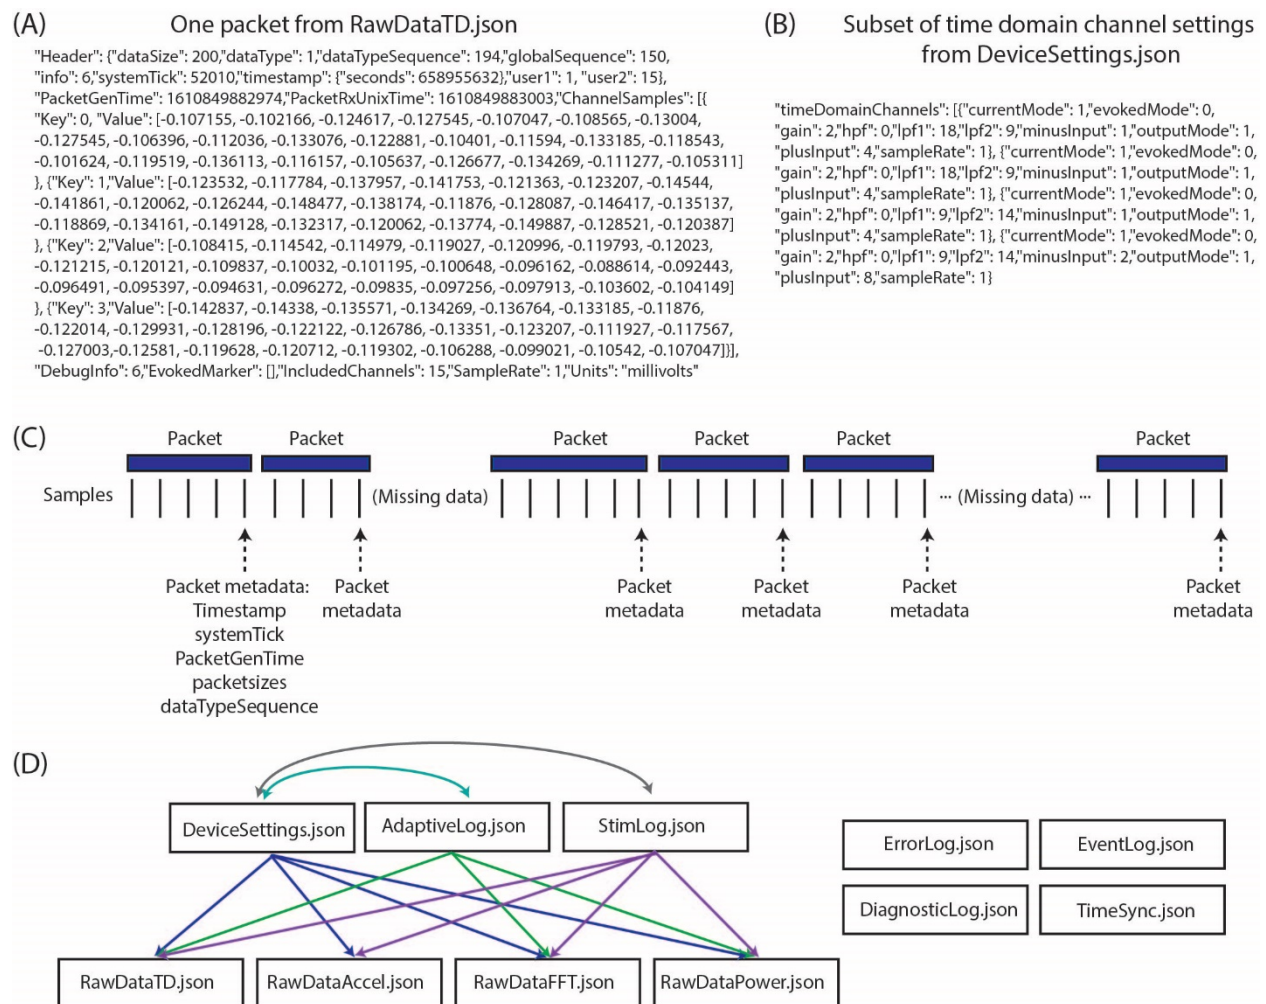 (A) One packet from RawDataTD.json
"Header": {"dataSize": 200,"dataType": 1,"dataTypeSequence": 194,"globalSequence": 150,
"info": 6,"systemTick": 52010,"timestamp": {"seconds": 658955632},"user1": 1, "user2": 15},
"PacketGenTime": 1610849882974,"PacketRxUnixTime": 1610849883003,"ChannelSamples": [{
"Key": 0, "Value": [-0.107155, -0.102166, -0.124617, -0.127545, -0.107047, -0.108565, -0.13004,
-0.127545, -0.106396, -0.112036, -0.133076, -0.122881, -0.10401, -0.11594, -0.133185, -0.118543,
-0.101624, -0.119519, -0.136113, -0.116157, -0.105637, -0.126677, -0.134269, -0.111277, -0.105311]
}, {"Key": 1,"Value": [-0.123532, -0.117784, -0.137957, -0.141753, -0.121363, -0.123207, -0.14544,
-0.141861, -0.120062, -0.126244, -0.148477, -0.138174, -0.11876, -0.128087, -0.146417, -0.135137,
-0.118869, -0.134161, -0.149128, -0.132317, -0.120062, -0.13774, -0.149887, -0.128521, -0.120387]
}, {"Key": 2,"Value": [-0.108415, -0.114542, -0.114979, -0.119027, -0.120996, -0.119793, -0.12023,
-0.121215, -0.120121, -0.109837, -0.10032, -0.101195, -0.100648, -0.096162, -0.088614, -0.092443,
-0.096491, -0.095397, -0.094631, -0.096272, -0.09835, -0.097256, -0.097913, -0.103602, -0.104149]
}, {"Key": 3,"Value": [-0.142837, -0.14338, -0.135571, -0.134269, -0.136764, -0.133185, -0.11876,
-0.122014, -0.129931, -0.128196, -0.122122, -0.126786, -0.13351, -0.123207, -0.111927, -0.117567,
-0.127003,-0.12581, -0.119628, -0.120712, -0.119302, -0.106288, -0.099021, -0.10542, -0.107047]}],
"DebugInfo": 6,"EvokedMarker": [],"IncludedChannels": 15,"SampleRate": 1,"Units": "millivolts"
(B) Subset of time domain channel settings
from DeviceSettings.json
"timeDomainChannels": [{"currentMode": 1,"evokedMode": 0,
"gain": 2,"hpf": 0,"lpf1": 18,"lpf2": 9,"minusInput": 1,"outputMode": 1,
"plusInput": 4,"sampleRate": 1}, {"currentMode": 1,"evokedMode": 0,
"gain": 2,"hpf": 0,"lpf1": 18,"lpf2": 9,"minusInput": 1,"outputMode": 1,
"plusInput": 4,"sampleRate": 1}, {"currentMode": 1,"evokedMode": 0,
"gain": 2,"hpf": 0,"lpf1": 9,"lpf2": 14,"minusInput": 1,"outputMode": 1,
"plusInput": 4,"sampleRate": 1}, {"currentMode": 1,"evokedMode": 0,
"gain": 2,"hpf": 0,"lpf1": 9,"lpf2": 14,"minusInput": 2,"outputMode": 1,
"plusInput": 8,"sampleRate": 1}
(C)
Packet Packet Packet Packet Packet Packet
Samples (Missing data) ··· (Missing data) ···
Packet metadata:
Timestamp
systemTick
PacketGenTime
packetsizes
dataTypeSequence
Packet
metadata
Packet
metadata
Packet
metadata
Packet
metadata
Packet
metadata
(D)
DeviceSettings.json AdaptiveLog.json StimLog.json
ErrorLog.json EventLog.json
DiagnosticLog.json TimeSync.json
RawDataTD.json RawDataAccel.json RawDataFFT.json RawDataPower.json